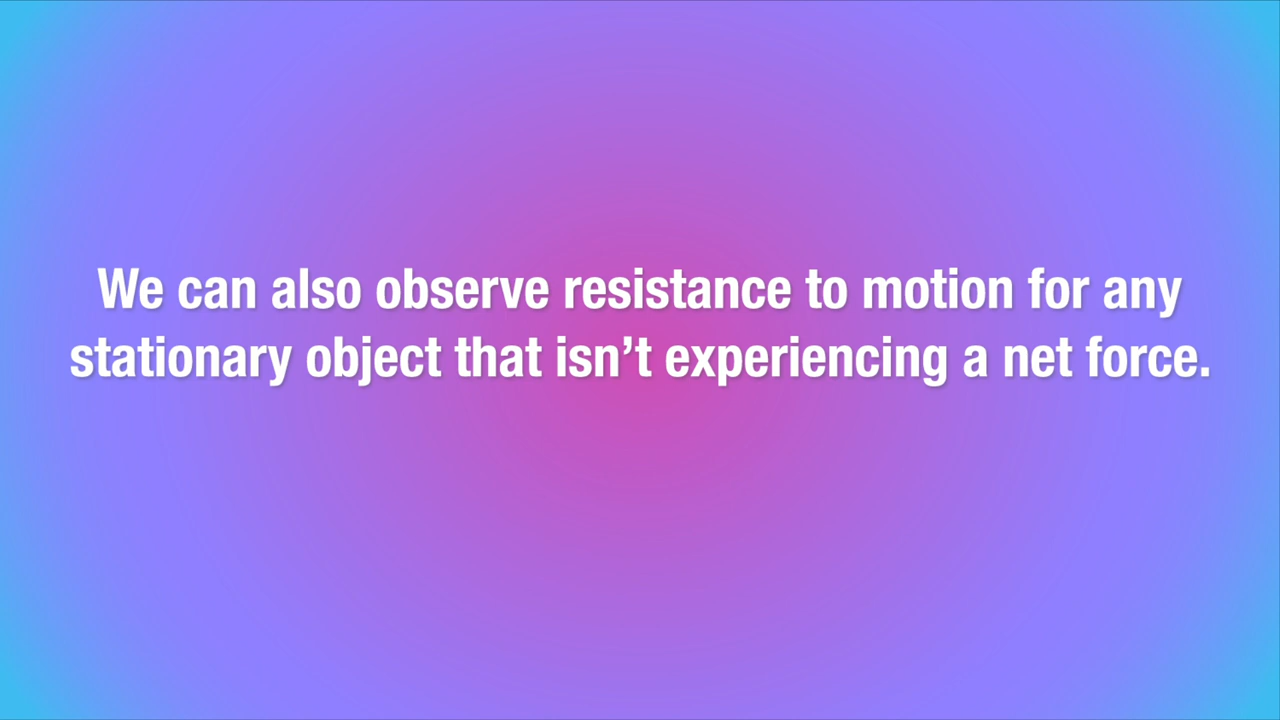 We can also observe resistance to motion for any
stationary object that isn’t experiencing a net force.